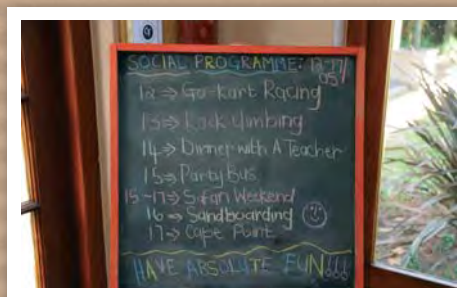 SOCIAL PROGRAMME: 12-17/05
12 → Go-kart Racing
13 → Rock climbing
14 → Dinner with A Teacher
15 → Party Bus
15-17 → Safari Weekend
16 → Sandboarding
17 → Cape Point
HAVE ABSOLUTE FUN!!!